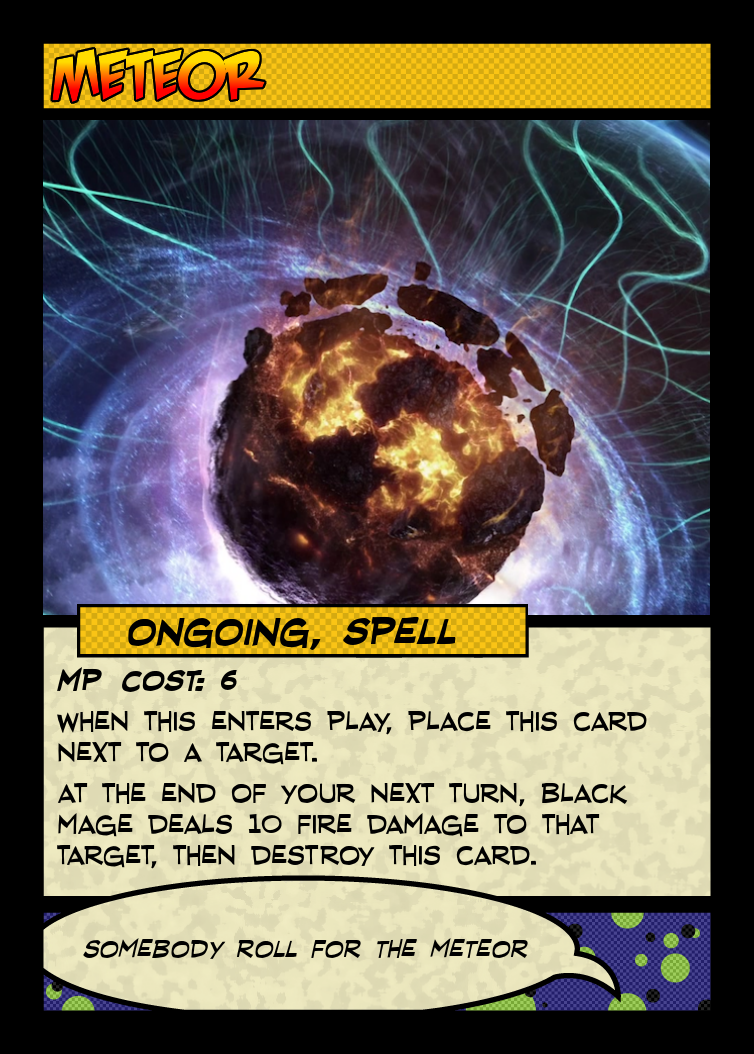 METEOR
ONGOING, SPELL
MP COST: 6
WHEN THIS ENTERS PLAY, PLACE THIS CARD
NEXT TO A TARGET.
AT THE END OF YOUR NEXT TURN, BLACK
MAGE DEALS 10 FIRE DAMAGE TO THAT
TARGET, THEN DESTROY THIS CARD.
SOMEBODY ROLL FOR THE METEOR